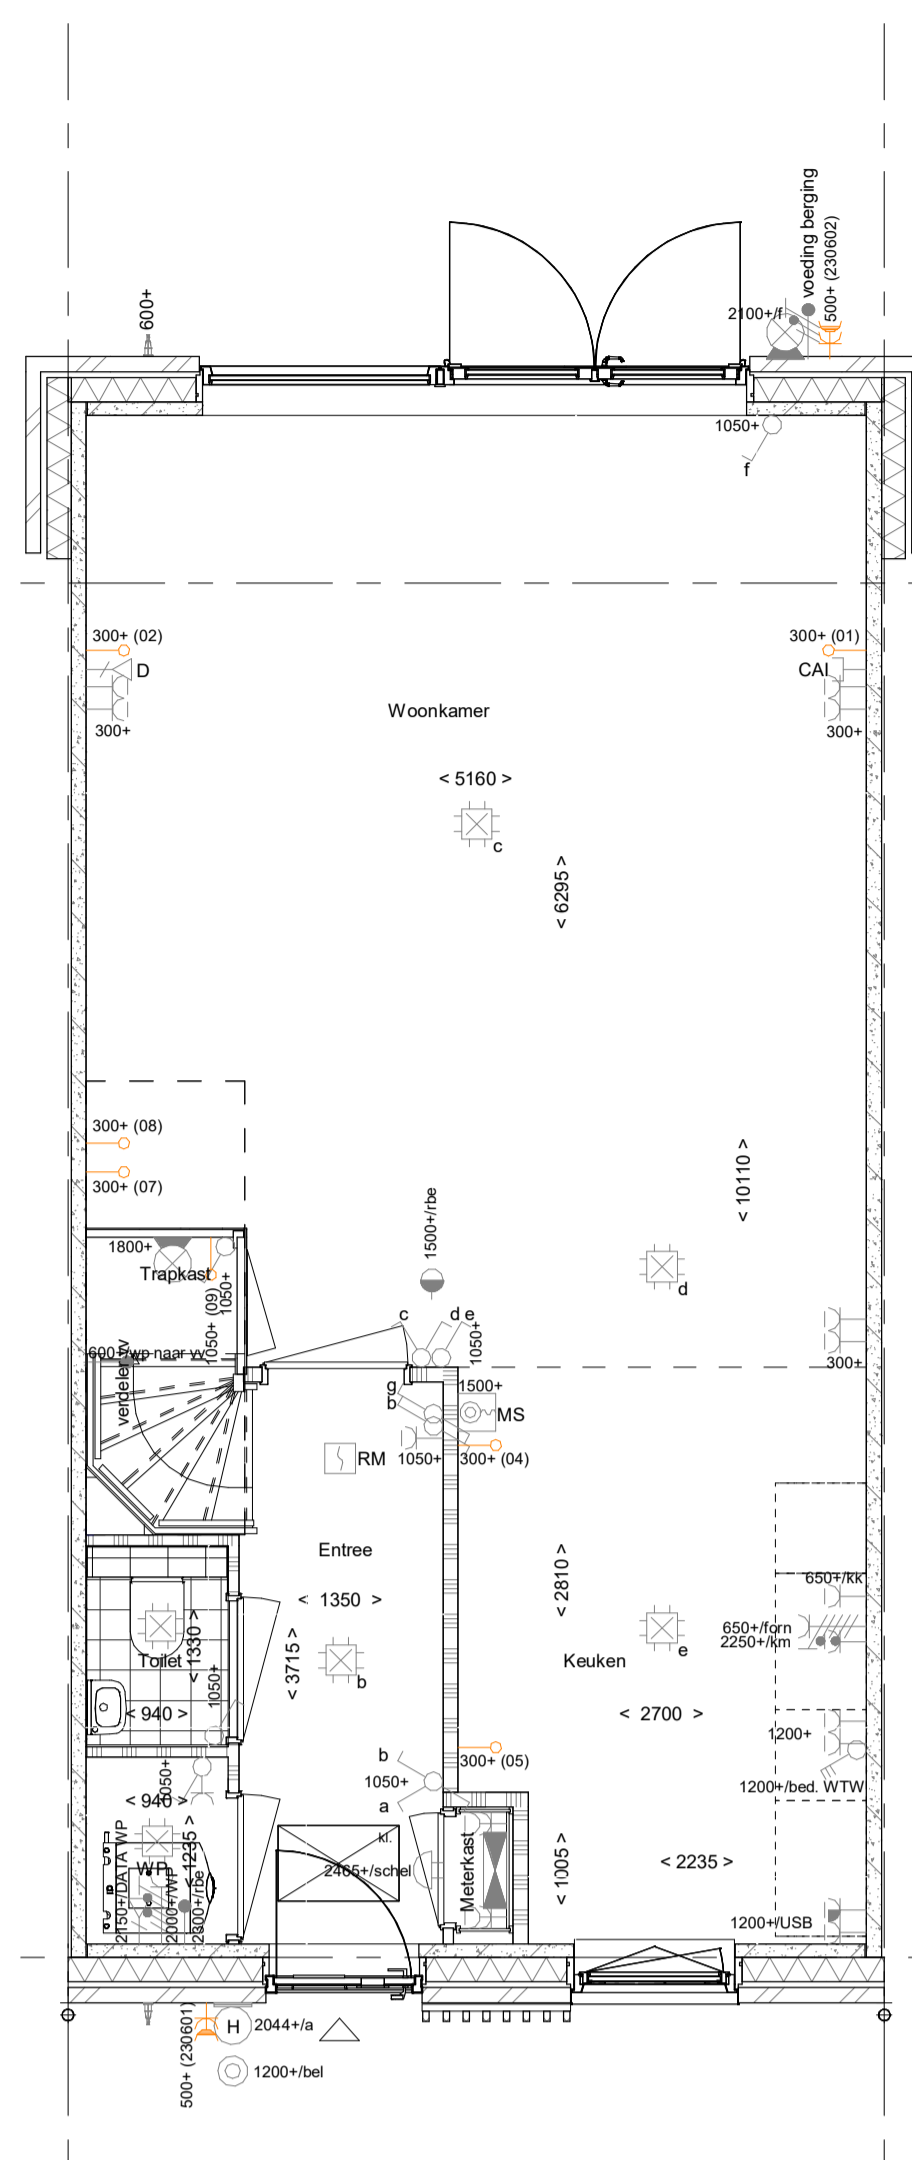 voeding berging
500+ (230602)
600+
2100+/f
1050+
f
300+ (02)
D
300+
300+ (01)
CAI
300+
Woonkamer
< 5160 >
c
< 6295 >
300+ (08)
300+ (07)
< 10110 >
1500+/rbe
1800+
Trapkast
1050+
1050+ (09)
d
c
d e
1050+
300+
600+/wp naar vv
verdeler vv
g
b
1500+
MS
1050+
300+ (04)
RM
Entree
< 1350 >
< 2810 >
650+/kk
650+/forn
2250+/km
< 1330 >
Toilet
< 3715 >
b
Keuken
e
1050+
< 940 >
< 2700 >
1200+
b
300+ (05)
1050+
1050+
a
1200+/bed. WTW
< 940 >
kl.
< 1235 >
WP
2465+/schel
Meterkast
< 1005 >
< 2235 >
2150+/DATA WP
2000+/WP
2300+/rbe
1200+/USB
500+ (230601)
H
2044+/a
1200+/bel